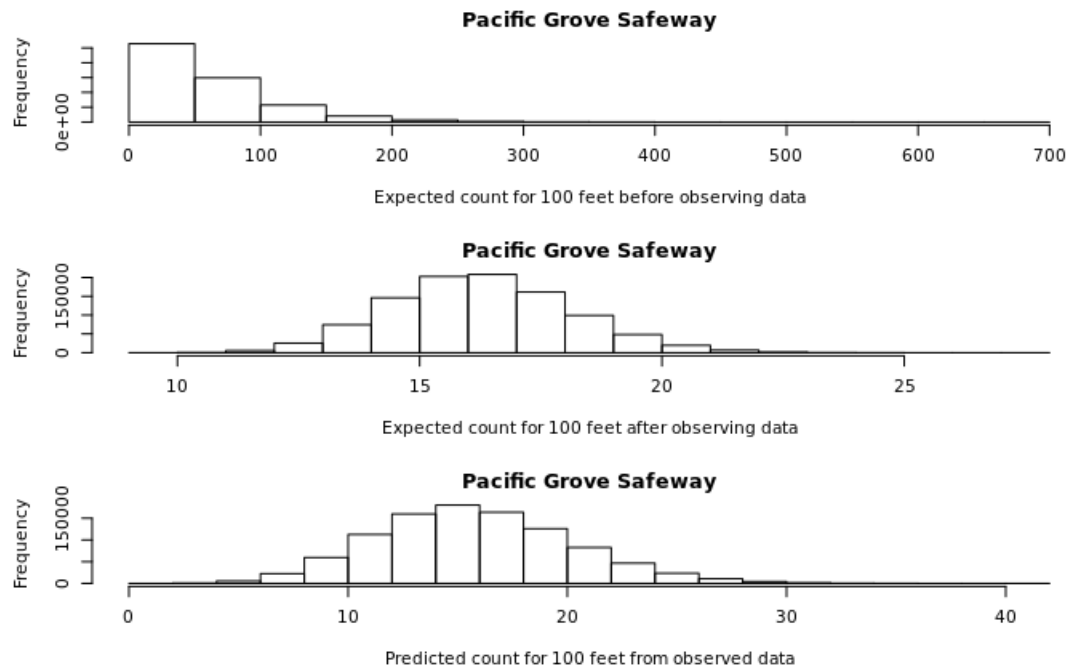 Pacific Grove Safeway
Frequency
0e+00
0 100 200 300 400 500 600 700
Expected count for 100 feet before observing data
Pacific Grove Safeway
Frequency
0 150000
10 15 20 25
Expected count for 100 feet after observing data
Pacific Grove Safeway
Frequency
0 150000
0 10 20 30 40
Predicted count for 100 feet from observed data